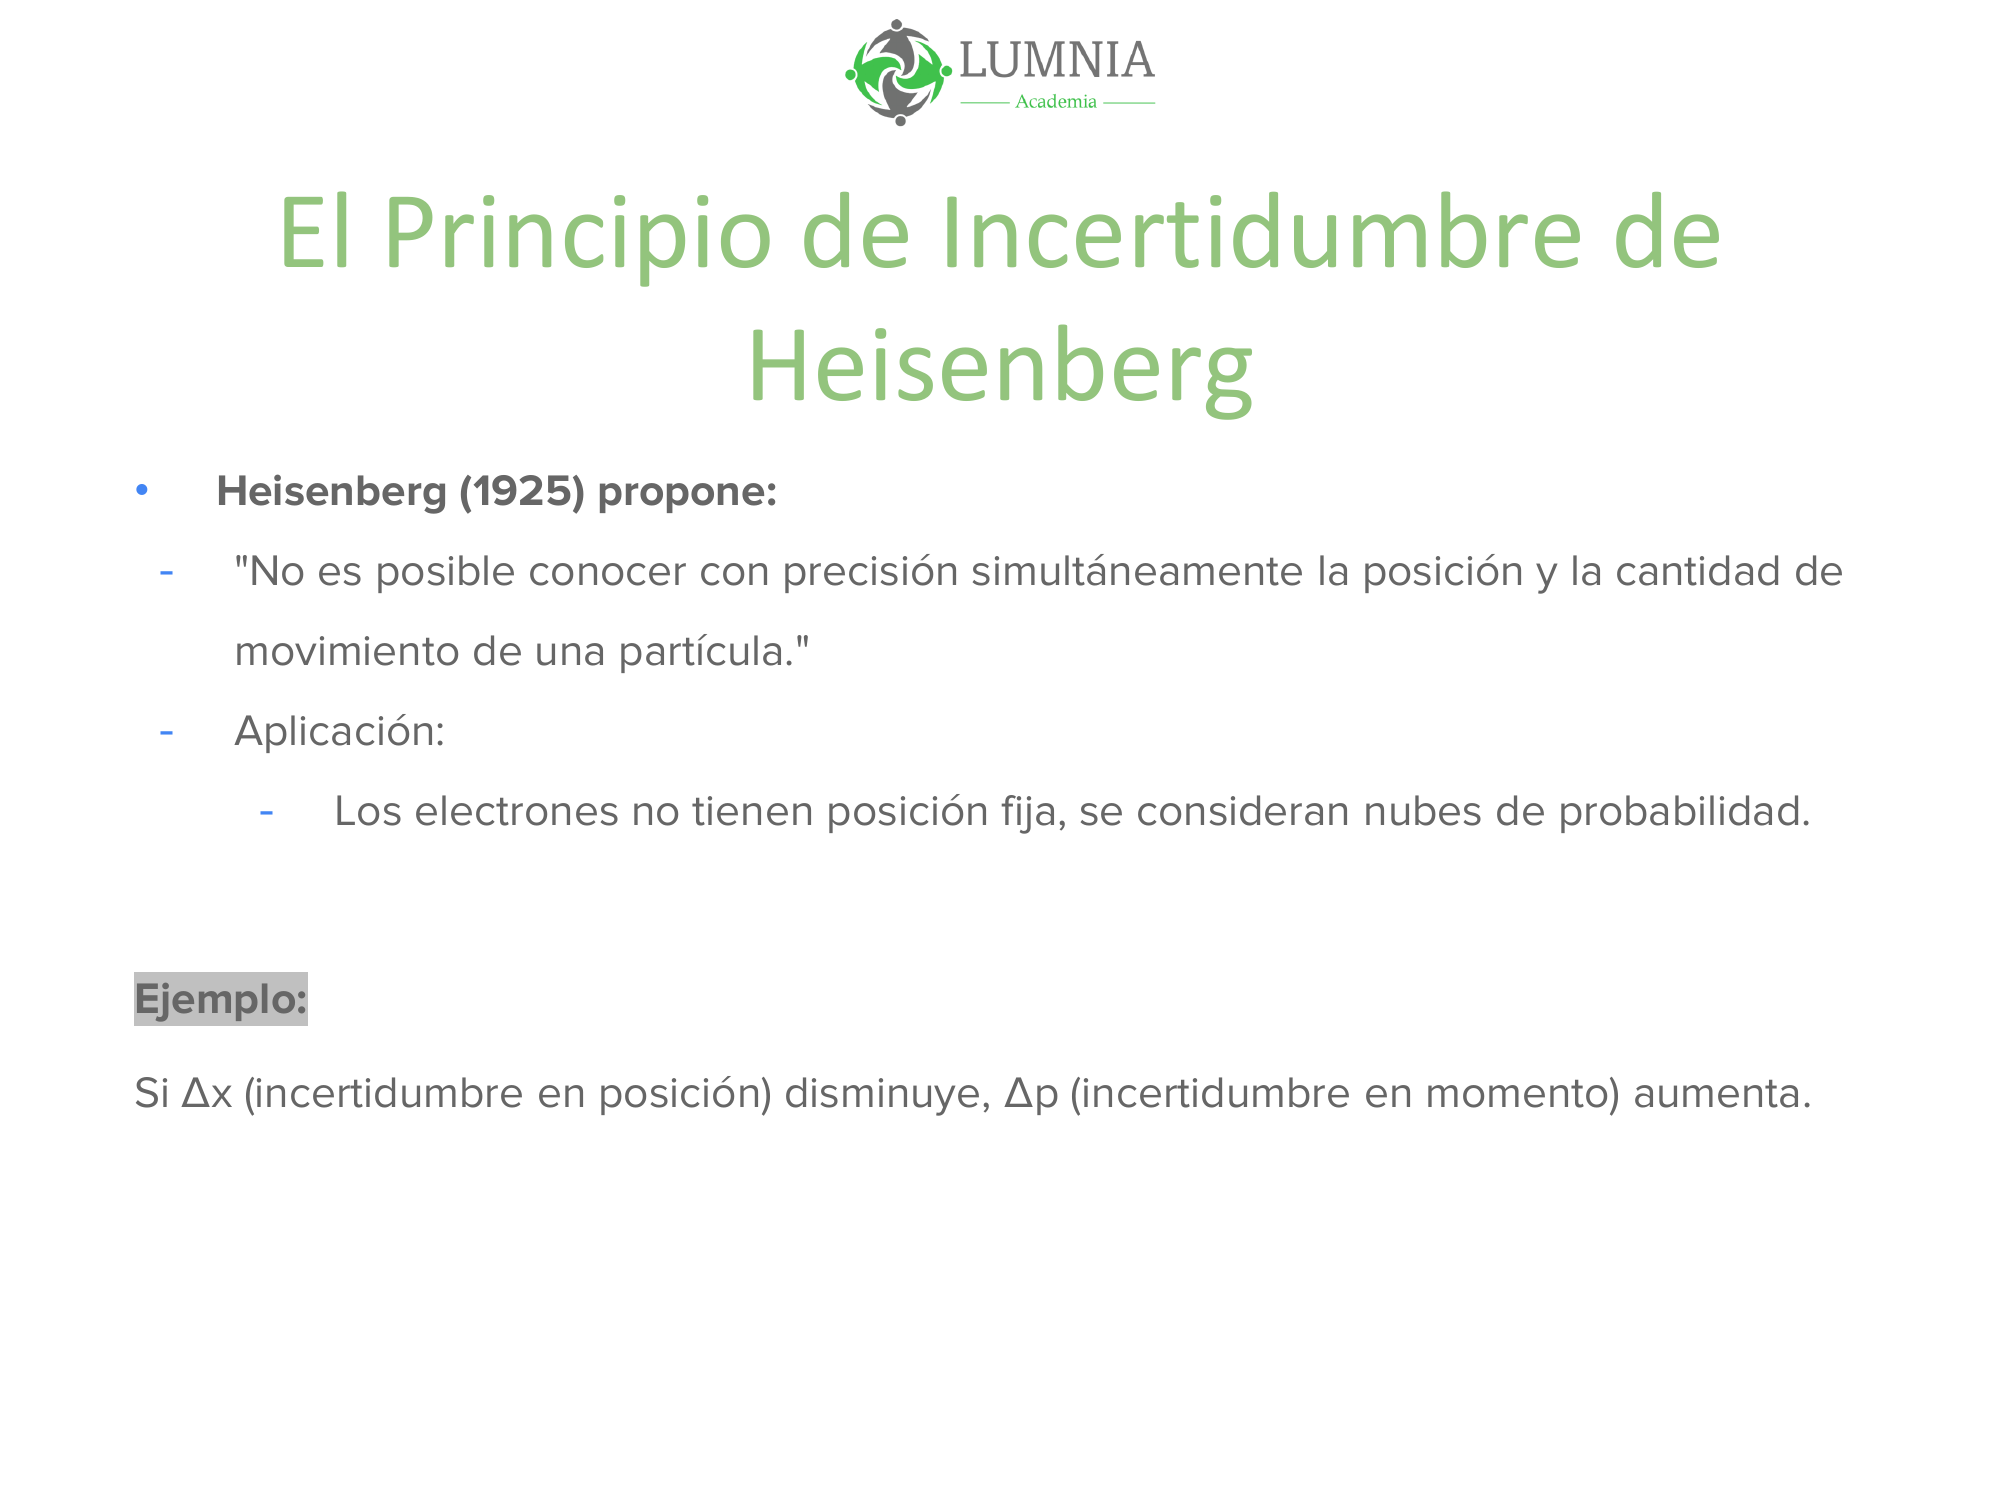 LUMNIA
Academia
El Principio de Incertidumbre de
Heisenberg
• Heisenberg (1925) propone:
- "No es posible conocer con precisión simultáneamente la posición y la cantidad de
movimiento de una partícula."
- Aplicación:
- Los electrones no tienen posición fija, se consideran nubes de probabilidad.
Ejemplo:
Si Δx (incertidumbre en posición) disminuye, Δp (incertidumbre en momento) aumenta.